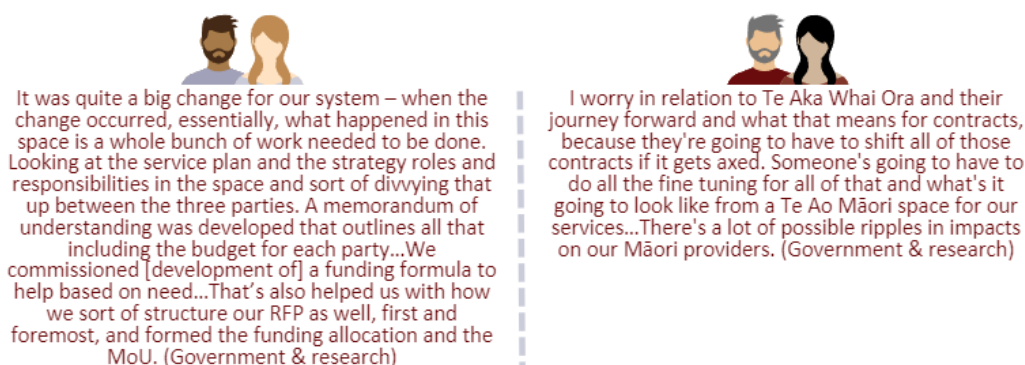 It was quite a big change for our system – when the
change occurred, essentially, what happened in this
space is a whole bunch of work needed to be done.
Looking at the service plan and the strategy roles and
responsibilities in the space and sort of divvying that
up between the three parties. A memorandum of
understanding was developed that outlines all that
including the budget for each party...We
commissioned [development of] a funding formula to
help based on need...That’s also helped us with how
we sort of structure our RFP as well, first and
foremost, and formed the funding allocation and the
MoU. (Government & research)
I worry in relation to Te Aka Whai Ora and their
journey forward and what that means for contracts,
because they're going to have to shift all of those
contracts if it gets axed. Someone's going to have to
do all the fine tuning for all of that and what's it
going to look like from a Te Ao Māori space for our
services...There's a lot of possible ripples in impacts
on our Māori providers. (Government & research)